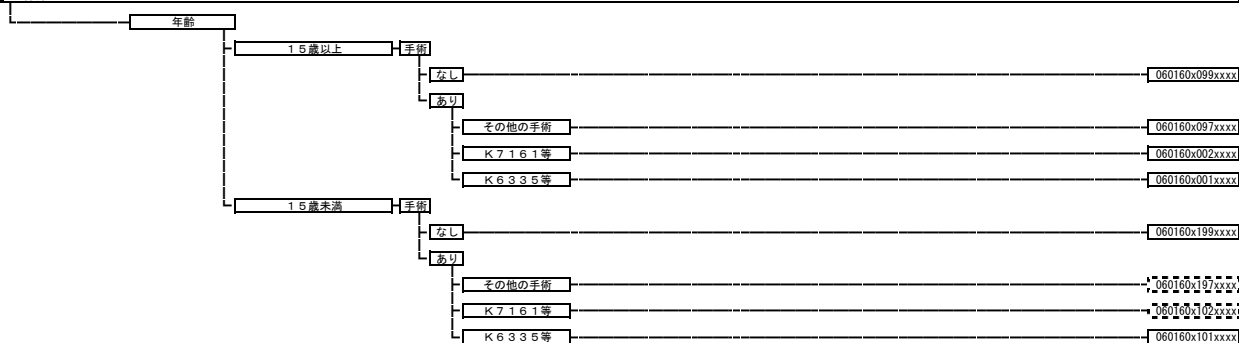 年齢
１５歳以上 手術
なし 060160x099xxxx
あり
その他の手術 060160x097xxxx
Ｋ７１６１等 060160x002xxxx
Ｋ６３３５等 060160x001xxxx
１５歳未満 手術
なし 060160x199xxxx
あり
その他の手術 060160x197xxxx
Ｋ７１６１等 060160x102xxxx
Ｋ６３３５等 060160x101xxxx